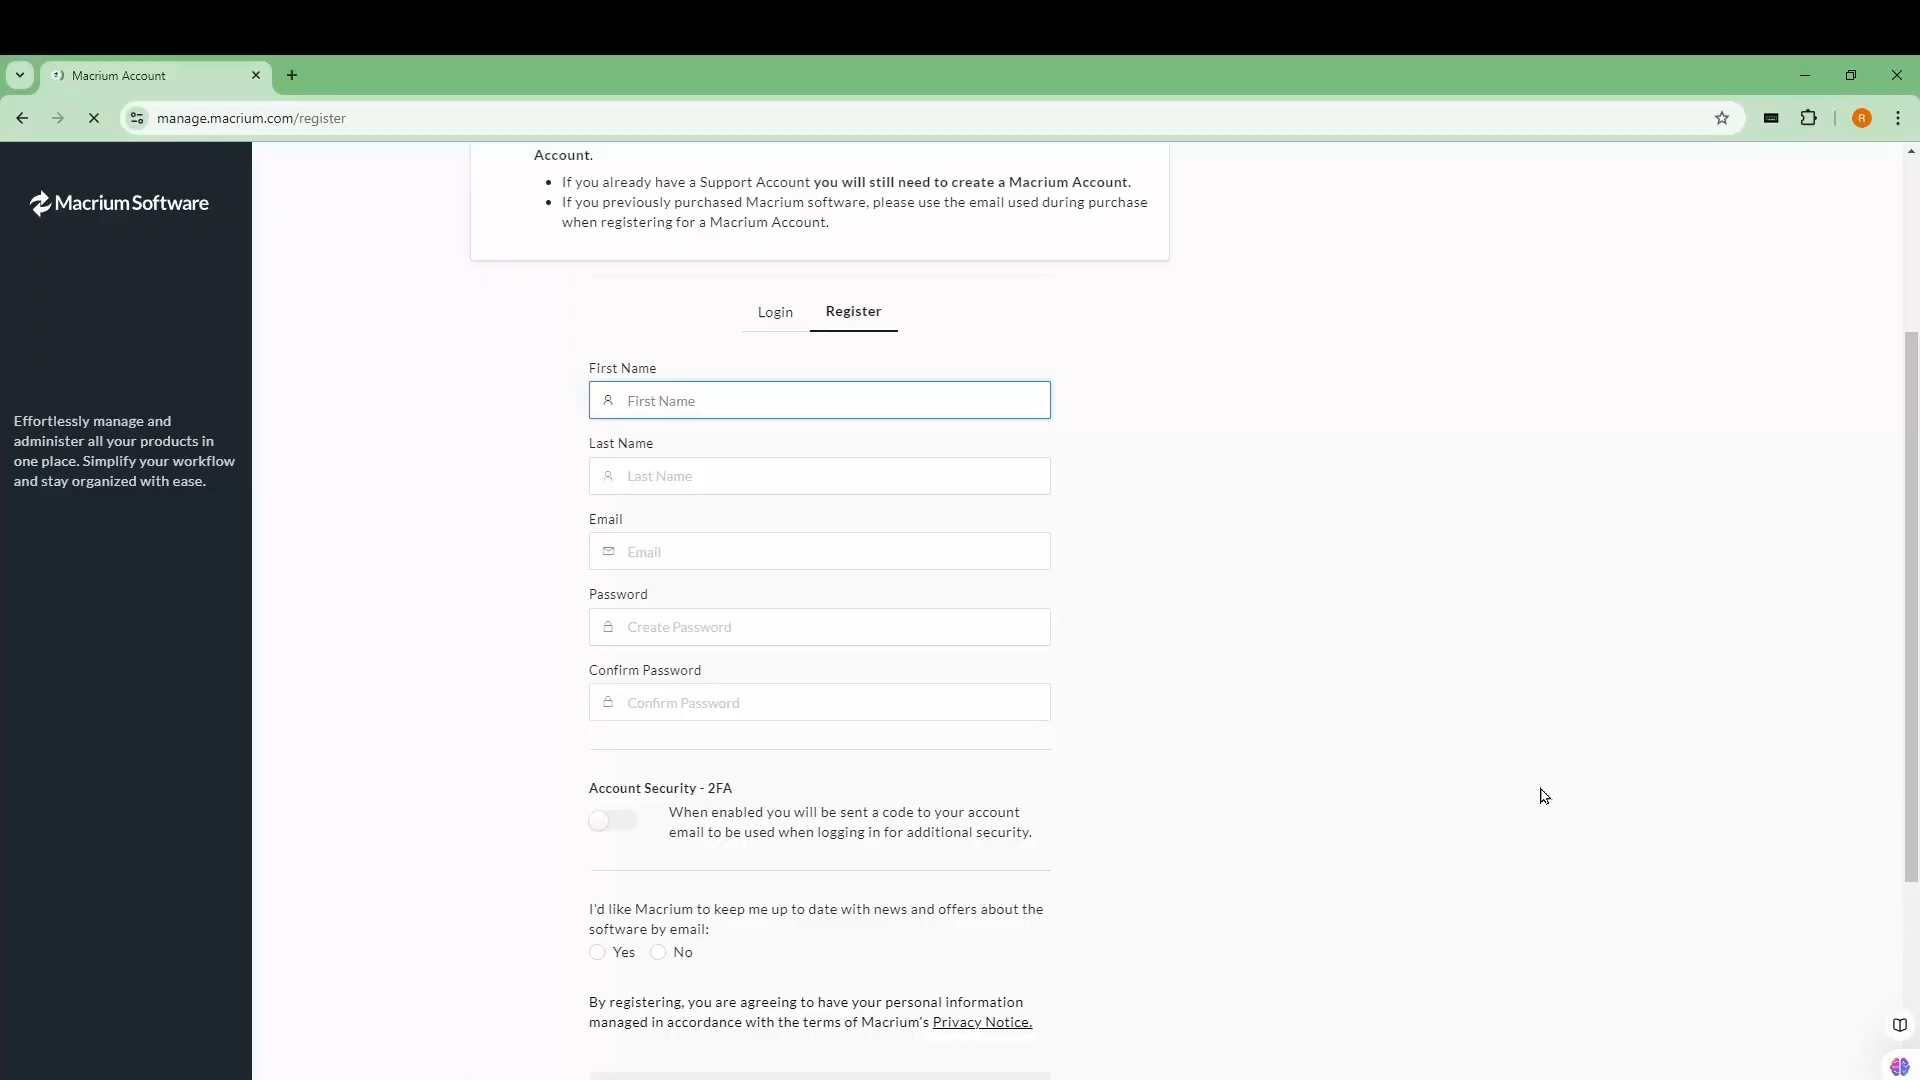 Macrium Account
manage.macrium.com/register
R
Macrium Software
Effortlessly manage and
administer all your products in
one place. Simplify your workflow
and stay organized with ease.
Account.
• If you already have a Support Account you will still need to create a Macrium Account.
• If you previously purchased Macrium software, please use the email used during purchase
when registering for a Macrium Account.
Login Register
First Name
First Name
Last Name
Last Name
Email
Email
Password
Create Password
Confirm Password
Confirm Password
Account Security - 2FA
When enabled you will be sent a code to your account
email to be used when logging in for additional security.
I'd like Macrium to keep me up to date with news and offers about the
software by email:
Yes No
By registering, you are agreeing to have your personal information
managed in accordance with the terms of Macrium's Privacy Notice.